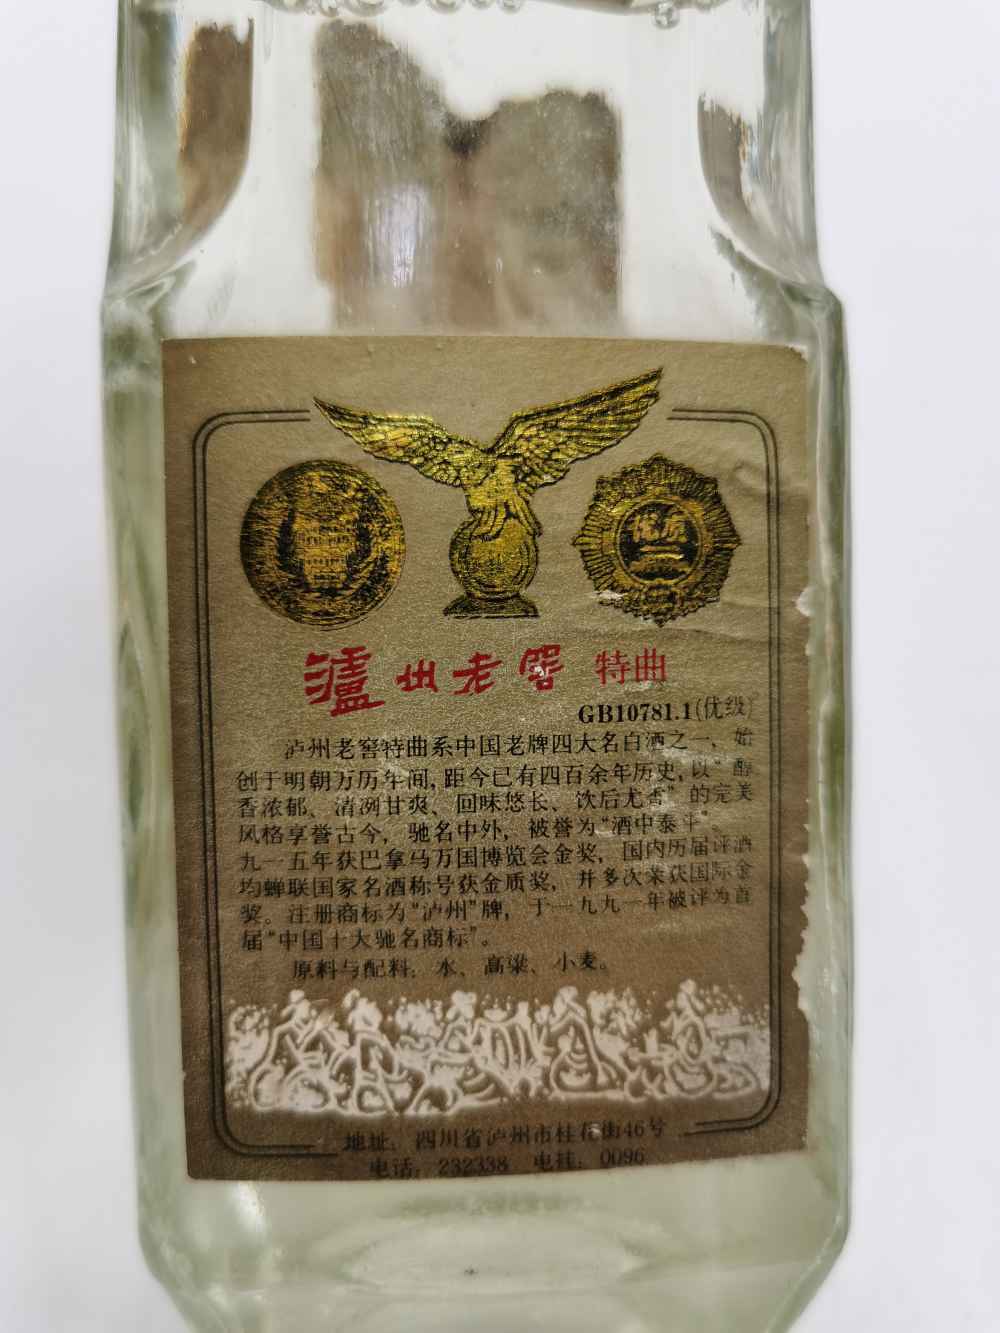 优质
泸州老窖 特曲
GB10781.1(优级)
泸州老窖特曲系中国老牌四大名白酒之一，始
创于明朝万历年间，距今已有四百余年历史，以“醇
香浓郁、清冽甘爽、回味悠长、饮后尤香”的完美
风格享誉古今，驰名中外，被誉为“酒中泰斗”。
九一五年获巴拿马万国博览会金奖，国内历届评酒
均蝉联国家名酒称号获金质奖，并多次荣获国际金
奖。注册商标为“泸州”牌，于一九九一年被评为首
届“中国十大驰名商标”。
原料与配料：水、高粱、小麦。
地址：四川省泸州市桂花街46号
电话：232338 电挂：0096